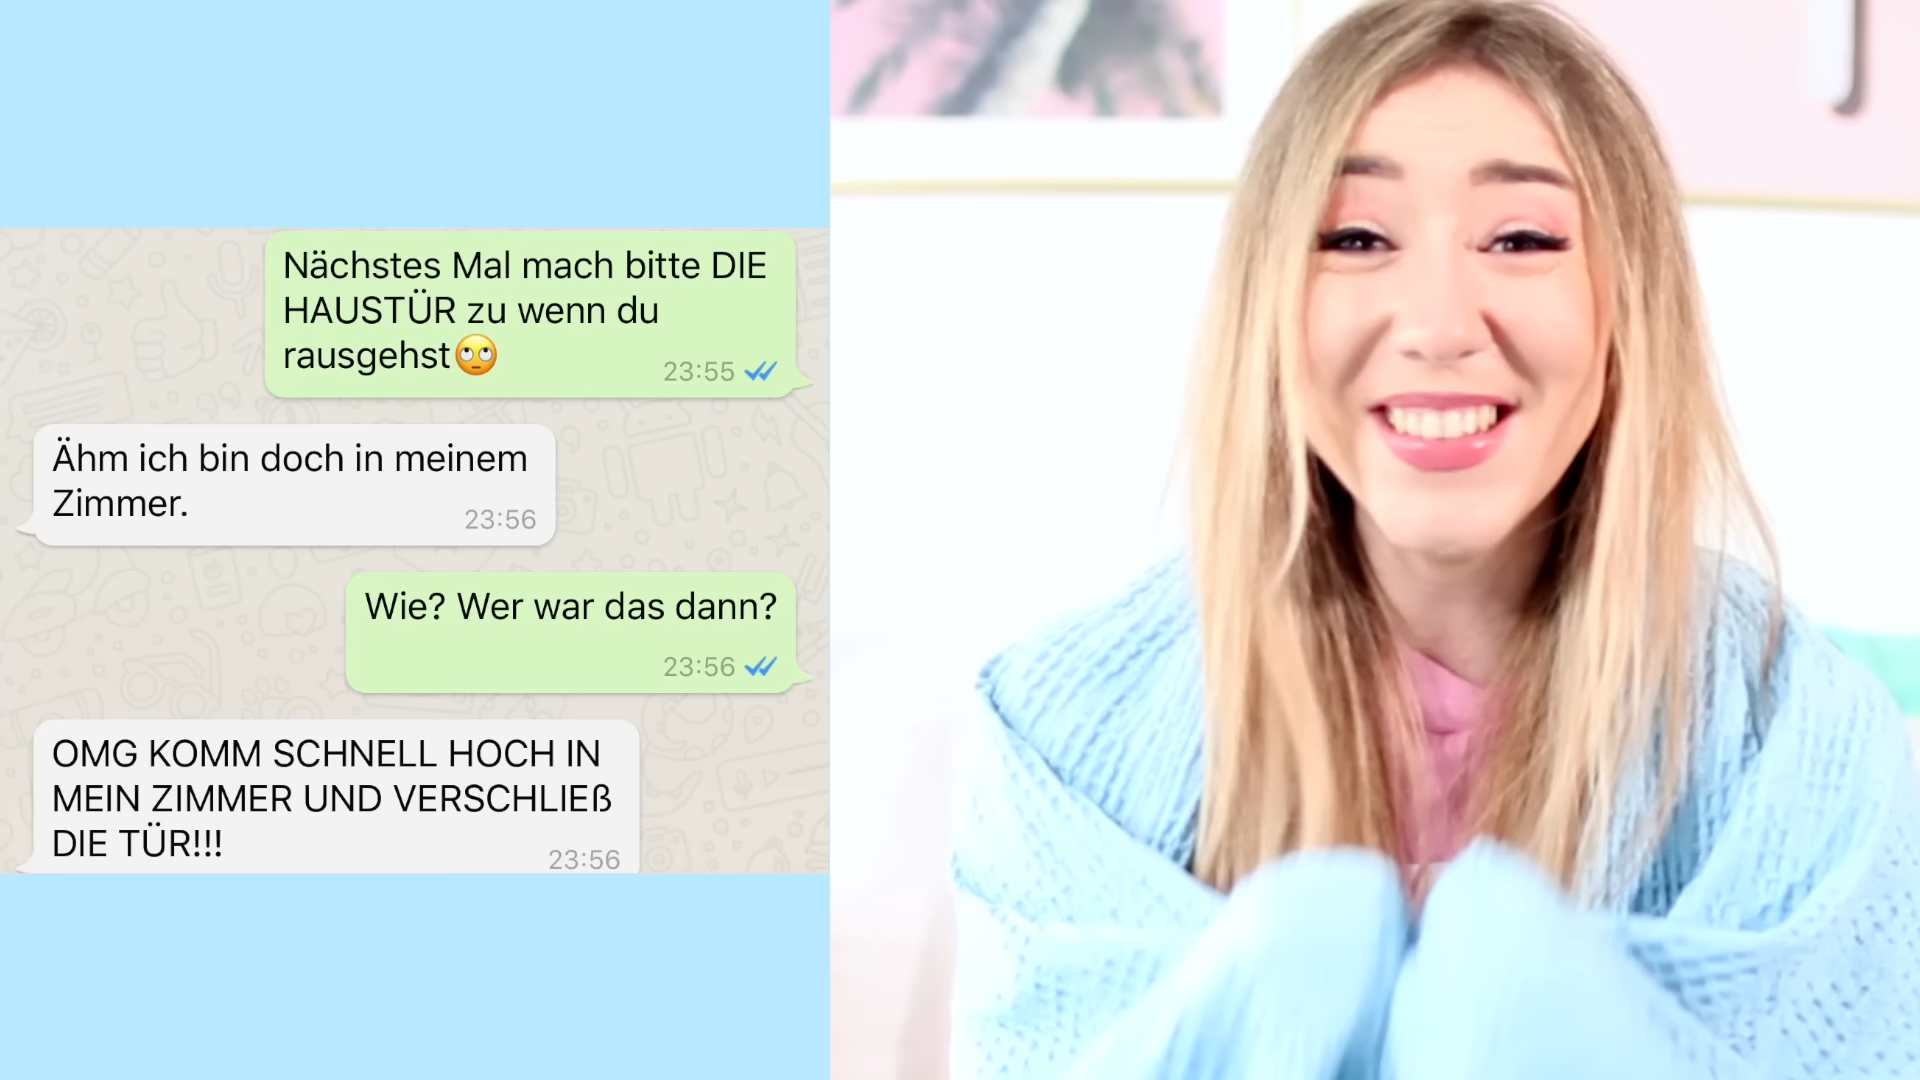 Nächstes Mal mach bitte DIE
HAUSTÜR zu wenn du
rausgehst🙄
23:55
Ähm ich bin doch in meinem
Zimmer.
23:56
Wie? Wer war das dann?
23:56
OMG KOMM SCHNELL HOCH IN
MEIN ZIMMER UND VERSCHLIEß
DIE TÜR!!!
23:56